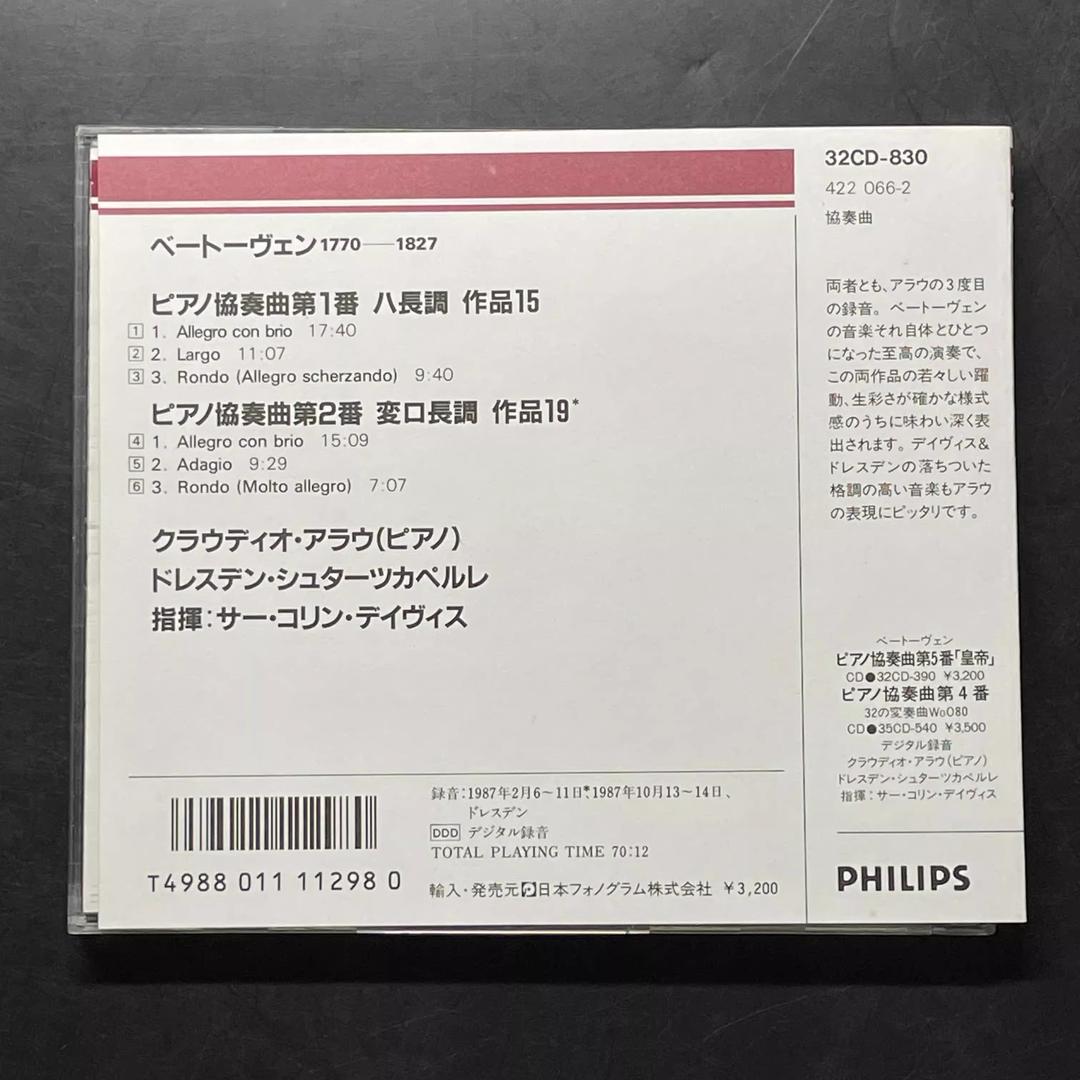 ベートーヴェン1770——1827
ピアノ協奏曲第1番 ハ長調 作品15
1 1. Allegro con brio 17:40
2 2. Largo 11:07
3 3. Rondo (Allegro scherzando) 9:40
ピアノ協奏曲第2番 変ロ長調 作品19*
4 1. Allegro con brio 15:09
5 2. Adagio 9:29
6 3. Rondo (Molto allegro) 7:07
クラウディオ・アラウ(ピアノ)
ドレスデン・シュターツカペルレ
指揮:サー・コリン・デイヴィス
T4988 011 11298 0
録音:1987年2月6〜11日*1987年10月13〜14日、
ドレスデン
DDD デジタル録音
TOTAL PLAYING TIME 70:12
輸入・発売元 日本フォノグラム株式会社 ¥3,200
32CD-830
422 066-2
協奏曲
両者とも、アラウの3度目
の録音。ベートーヴェン
の音楽それ自体とひとつ
になった至高の演奏で、
この両作品の若々しい躍
動、生彩さが確かな様式
感のうちに味わい深く表
出されます。デイヴィス&
ドレスデンの落ちついた
格調の高い音楽もアラウ
の表現にピッタリです。
ベートーヴェン
ピアノ協奏曲第5番「皇帝」
CD●32CD-390 ¥3,200
ピアノ協奏曲第4番
32の変奏曲WoO80
CD●35CD-540 ¥3,500
デジタル録音
クラウディオ・アラウ(ピアノ)
ドレスデン・シュターツカペルレ
指揮:サー・コリン・デイヴィス
PHILIPS